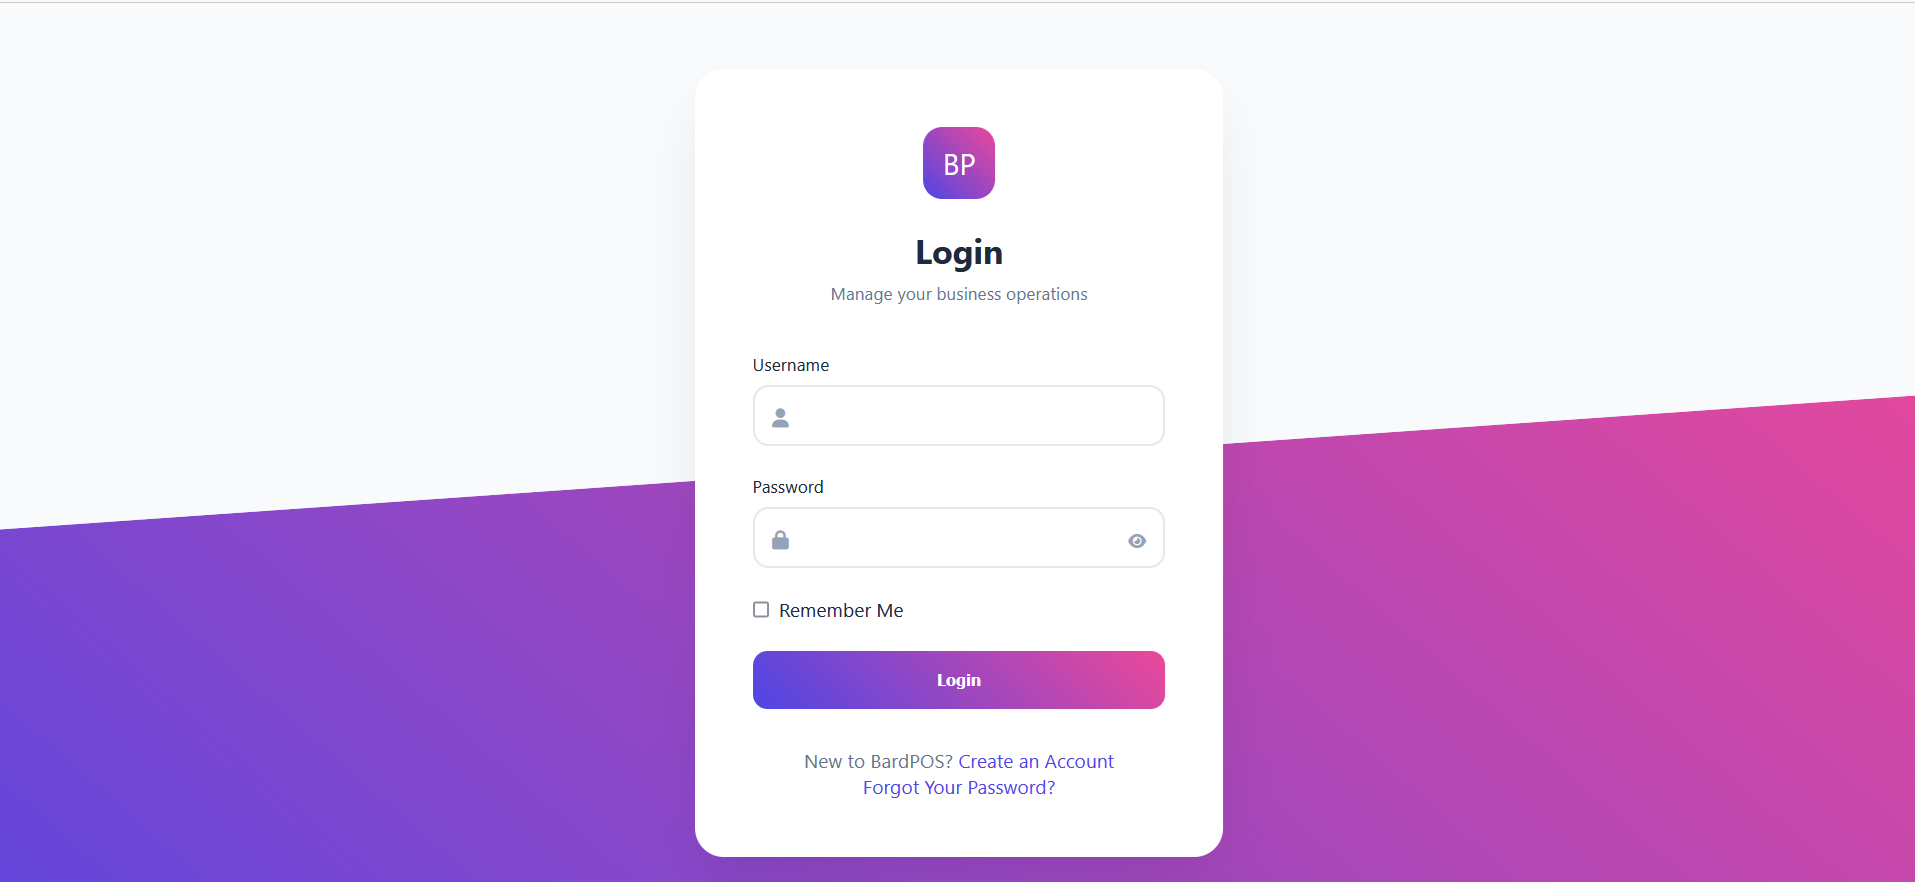 BP
Login
Manage your business operations
Username
Password
Remember Me
Login
New to BardPOS? Create an Account
Forgot Your Password?